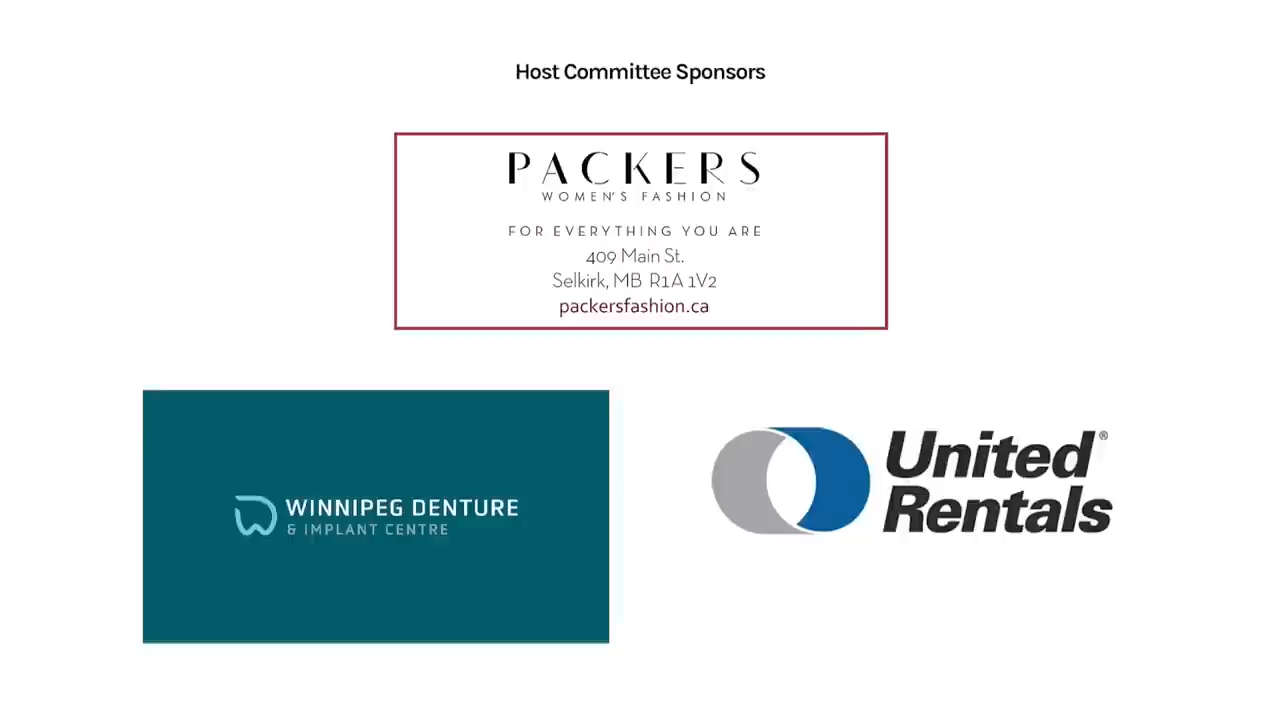 Host Committee Sponsors
PACKERS
WOMEN'S FASHION
FOR EVERYTHING YOU ARE
409 Main St.
Selkirk, MB R1A 1V2
packersfashion.ca
WINNIPEG DENTURE
& IMPLANT CENTRE
United®
Rentals